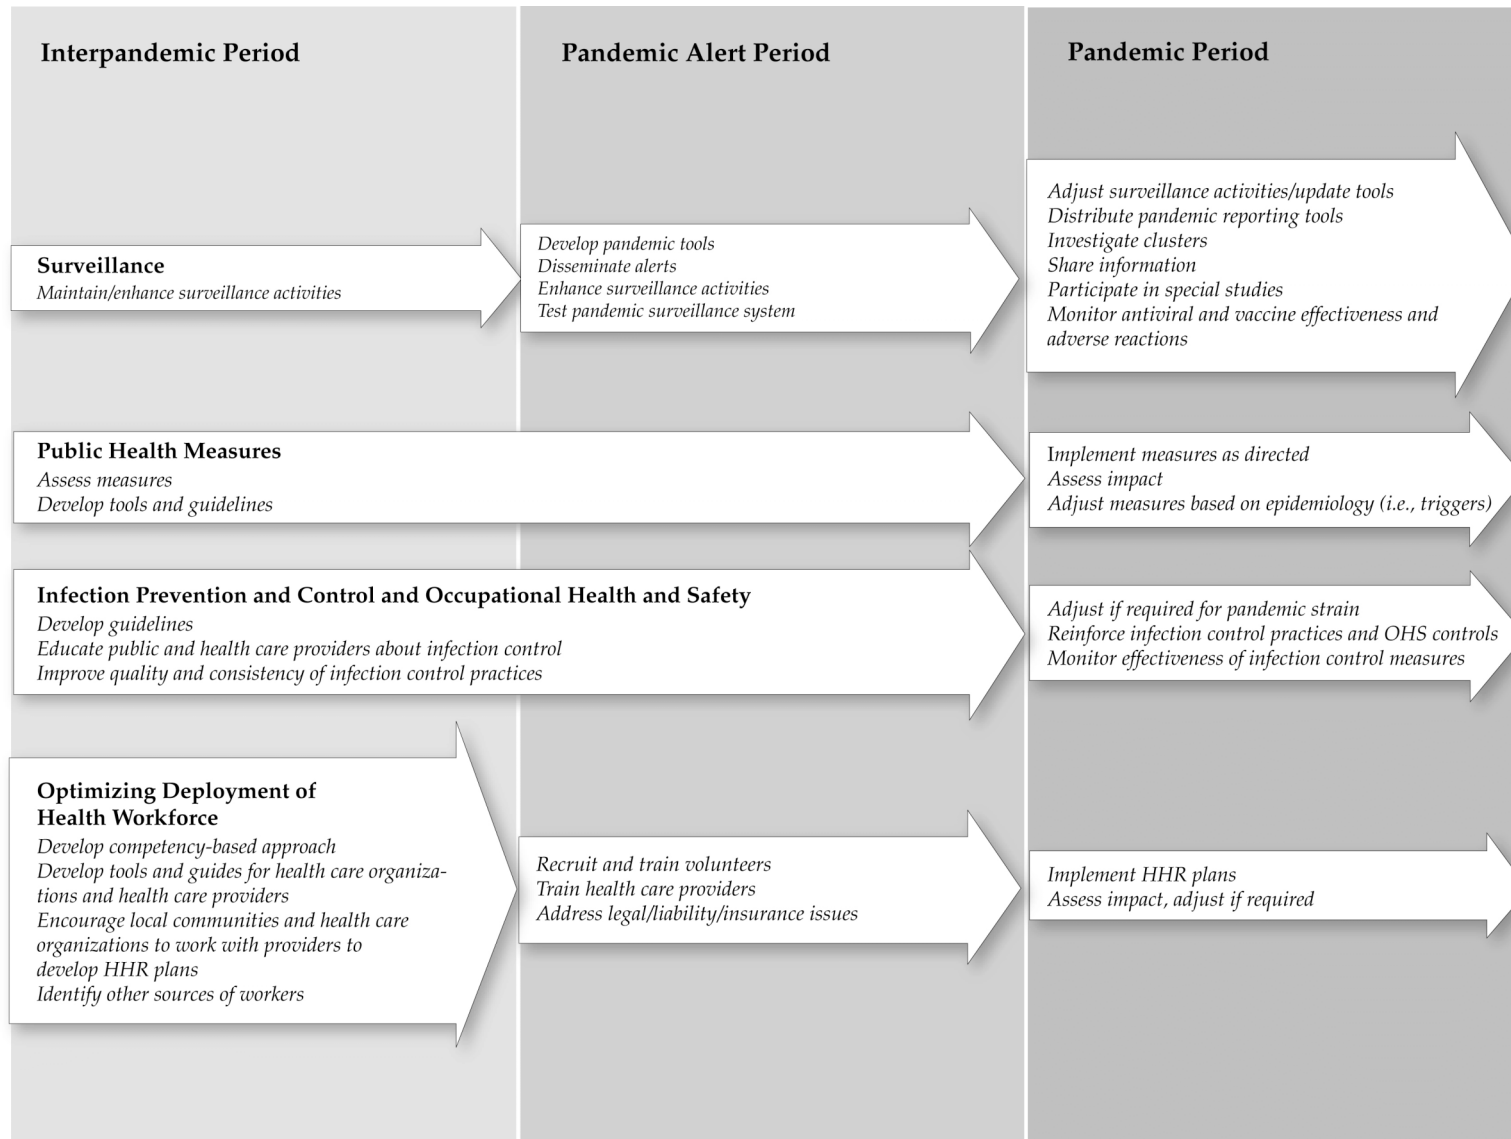 Interpandemic Period
Pandemic Alert Period
Pandemic Period
Surveillance
Maintain/enhance surveillance activities
Develop pandemic tools
Disseminate alerts
Enhance surveillance activities
Test pandemic surveillance system
Adjust surveillance activities/update tools
Distribute pandemic reporting tools
Investigate clusters
Share information
Participate in special studies
Monitor antiviral and vaccine effectiveness and
adverse reactions
Public Health Measures
Assess measures
Develop tools and guidelines
Implement measures as directed
Assess impact
Adjust measures based on epidemiology (i.e., triggers)
Infection Prevention and Control and Occupational Health and Safety
Develop guidelines
Educate public and health care providers about infection control
Improve quality and consistency of infection control practices
Adjust if required for pandemic strain
Reinforce infection control practices and OHS controls
Monitor effectiveness of infection control measures
Optimizing Deployment of
Health Workforce
Develop competency-based approach
Develop tools and guides for health care organiza-
tions and health care providers
Encourage local communities and health care
organizations to work with providers to
develop HHR plans
Identify other sources of workers
Recruit and train volunteers
Train health care providers
Address legal/liability/insurance issues
Implement HHR plans
Assess impact, adjust if required